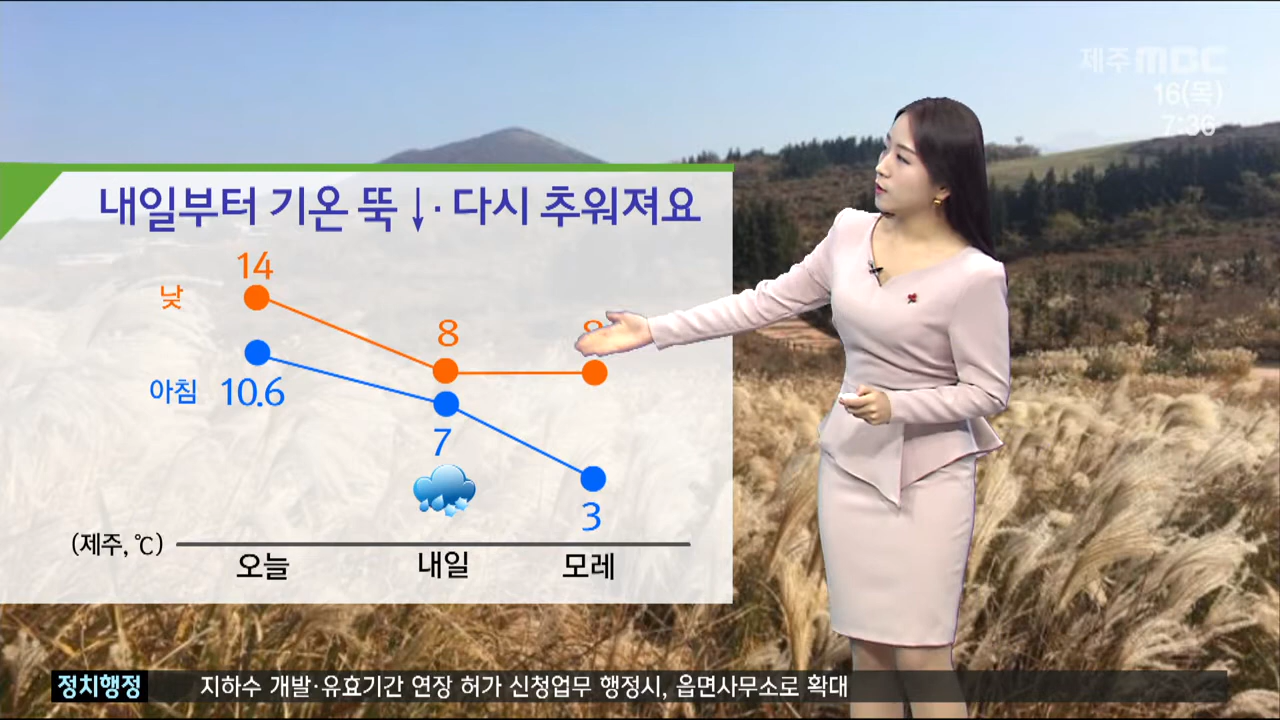 제주 MBC
16(목)
7:36
내일부터 기온 뚝↓· 다시 추워져요
14
낮
8
아침 10.6
7
3
(제주, ℃)
오늘 내일 모레
정치행정 지하수 개발·유효기간 연장 허가 신청업무 행정시, 읍면사무소로 확대